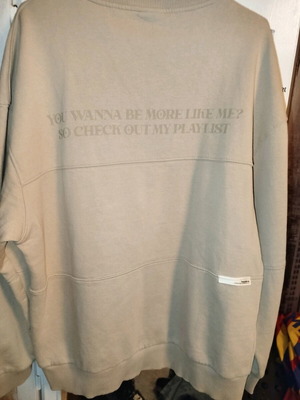 YOU WANNA BE MORE LIKE ME?
SO CHECK OUT MY PLAYLIST